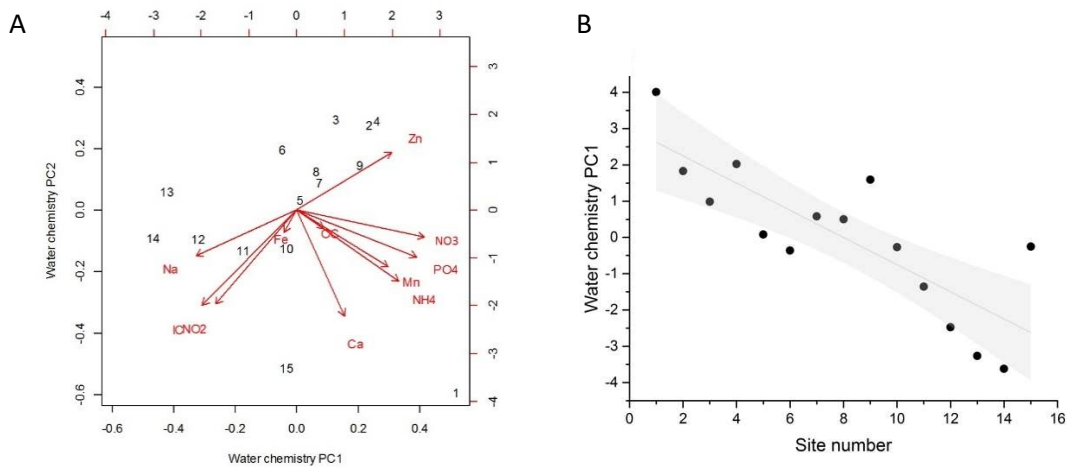 A
-4 -3 -2 -1 0 1 2 3
Water chemistry PC2
0.4
0.2
0.0
-0.2
-0.4
-0.6
3
2 1 0 -1 -2 -3 -4
3 2 4
Zn
6
9
8
7
13
5
14 12
Fe OC
NO3
11 10
Na
PO4
Mn
NH4
IC NO2
Ca
15
1
-0.6 -0.4 -0.2 0.0 0.2 0.4
Water chemistry PC1
B
Water chemistry PC1
4
3
2
1
0
-1
-2
-3
-4
0 2 4 6 8 10 12 14 16
Site number